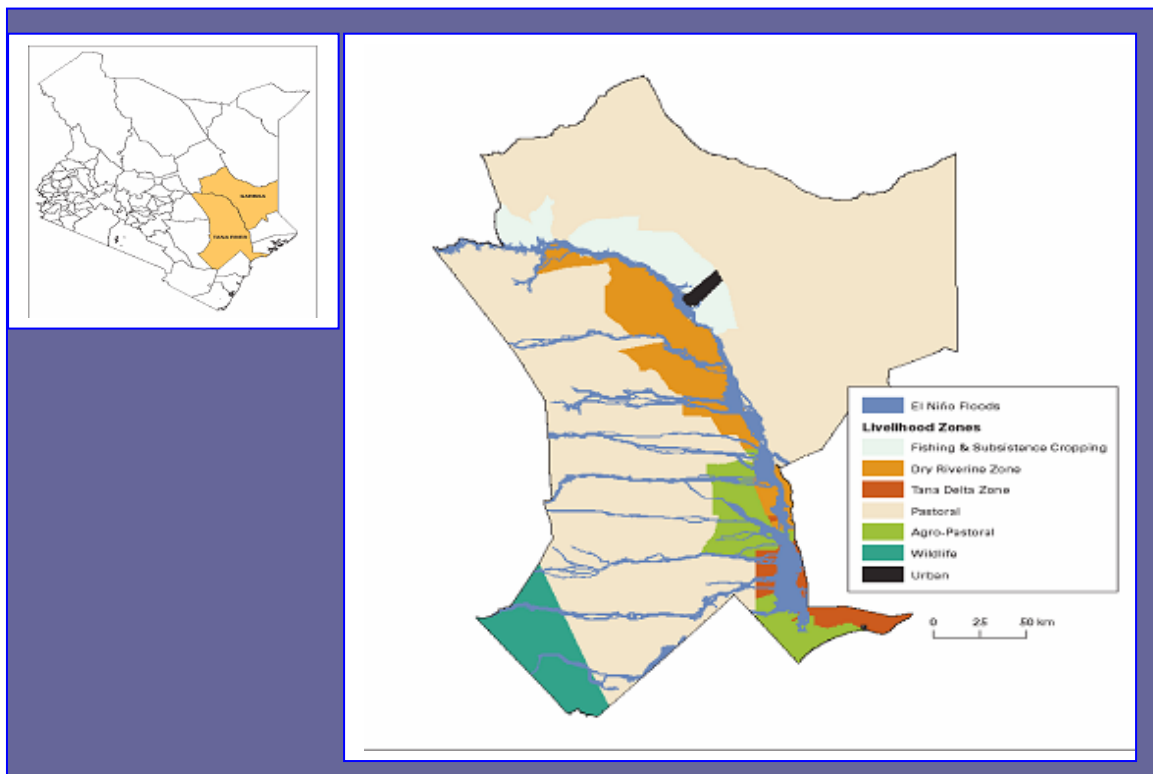 GARISSA
TANA RIVER
El Niño Floods
Livelihood Zones
Fishing & Subsistence Cropping
Dry Riverine Zone
Tana Delta Zone
Pastoral
Agro-Pastoral
Wildlife
Urban
0 25 50 km